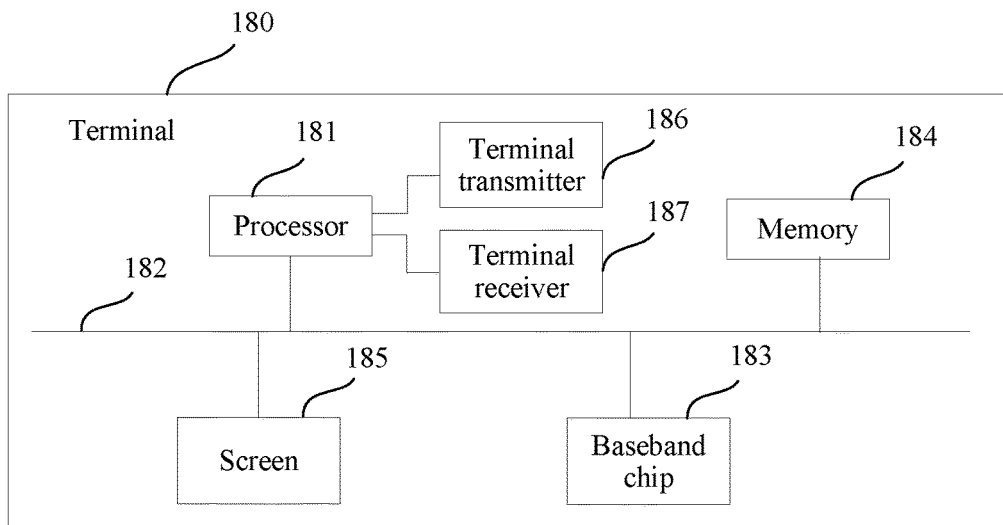 180
Terminal
181
186
184
Terminal
transmitter
Processor
187
Memory
Terminal
receiver
182
185
183
Screen
Baseband
chip